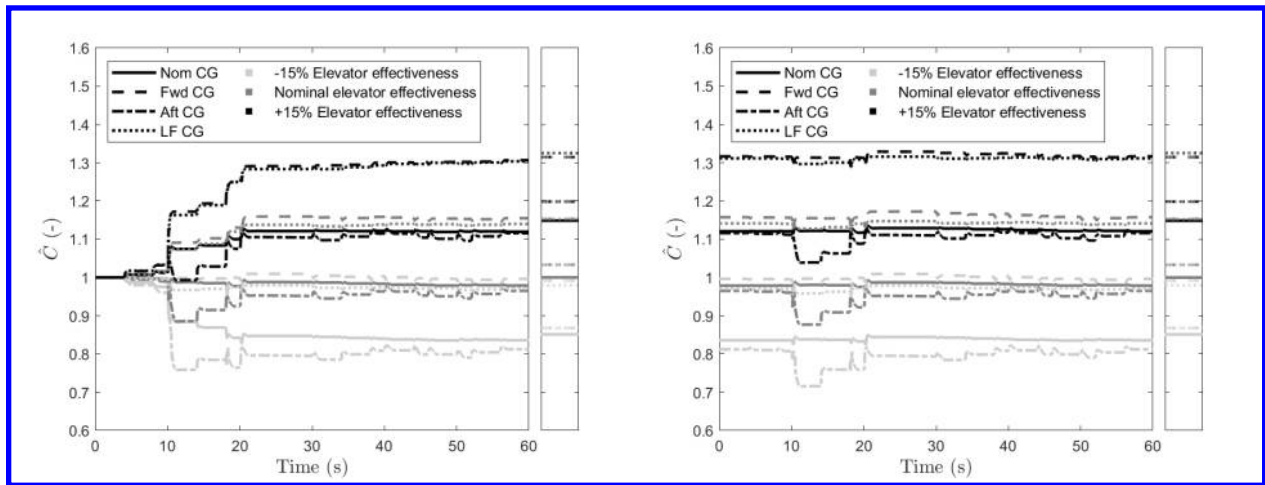 1.6
1.5
1.4
1.3
1.2
1.1
1
0.9
0.8
0.7
0.6
Ĉ (-)
Nom CG
Fwd CG
Aft CG
LF CG
-15% Elevator effectiveness
Nominal elevator effectiveness
+15% Elevator effectiveness
0 10 20 30 40 50 60
Time (s)
1.6
1.5
1.4
1.3
1.2
1.1
1
0.9
0.8
0.7
0.6
Ĉ (-)
Nom CG
Fwd CG
Aft CG
LF CG
-15% Elevator effectiveness
Nominal elevator effectiveness
+15% Elevator effectiveness
0 10 20 30 40 50 60
Time (s)